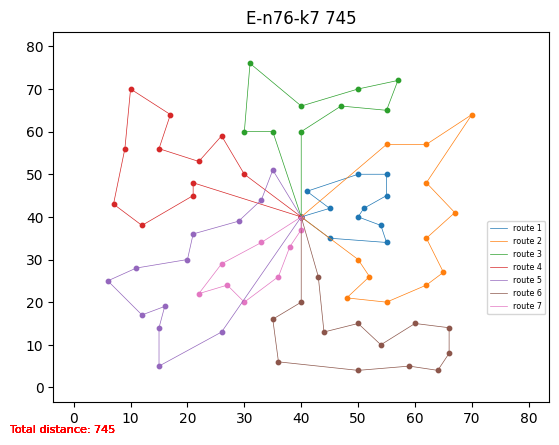 E-n76-k7 745
80
70
60
50
40
30
20
10
0
route 1
route 2
route 3
route 4
route 5
route 6
route 7
0 10 20 30 40 50 60 70 80
Total distance: 745